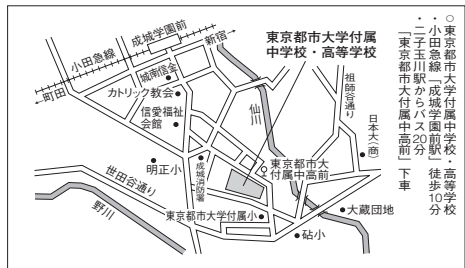 ○東京都市大学付属中学校・高等学校
・小田急線「成城学園前駅」徒歩10分
・二子玉川駅からバス20分
「東京都市大付属中高前」下車
成城学園前
新宿
小田急線
町田
東京都市大学付属
中学校・高等学校
城南信金
カトリック教会
信愛福祉
会館
仙川
祖師谷通り
日本大(商)
明正小
成城消防署
東京都市大
付属中高前
世田谷通り
野川
東京都市大学付属小
大蔵団地
砧小